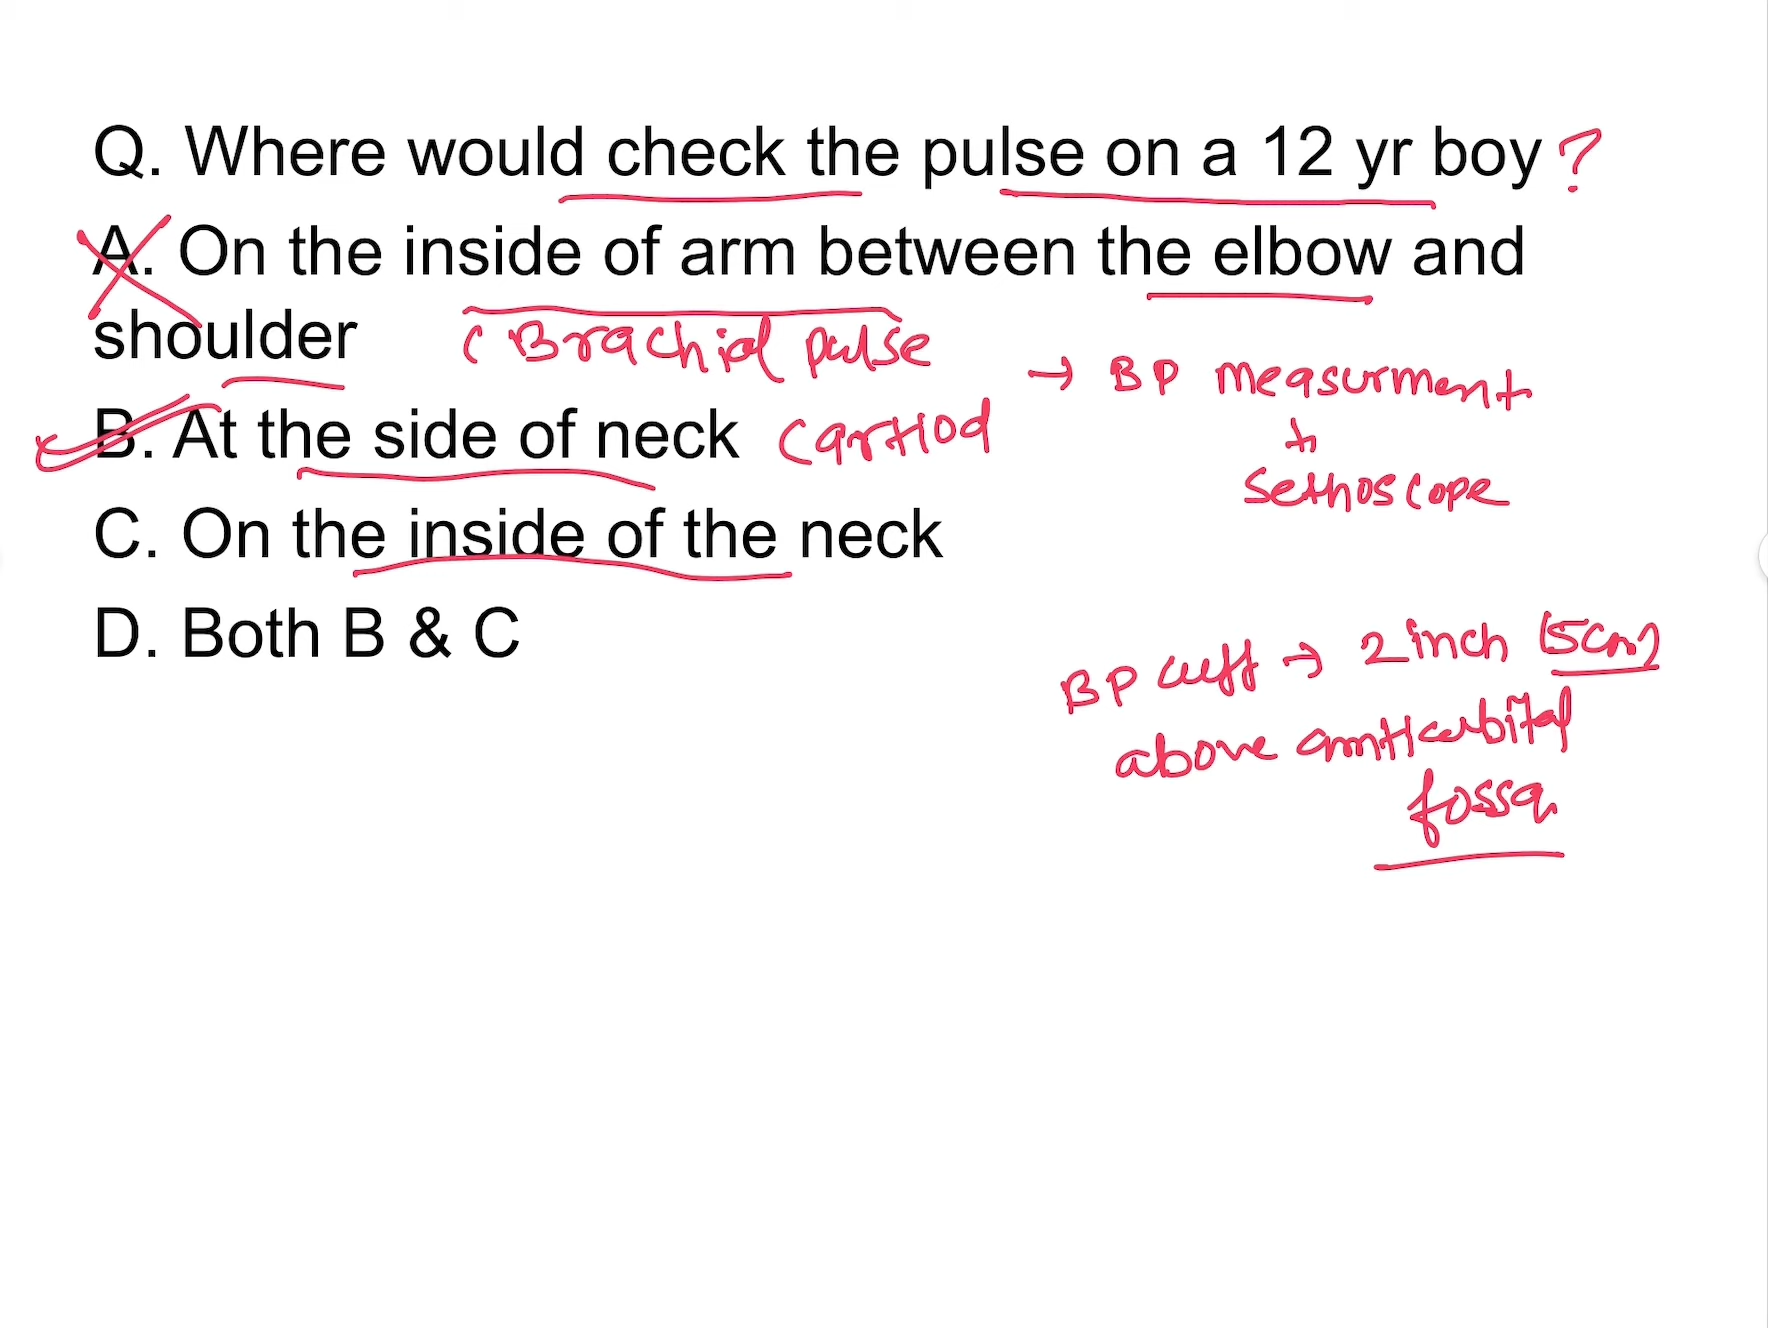 Q. Where would check the pulse on a 12 yr boy ?
A. On the inside of arm between the elbow and
shoulder (Brachial pulse
→ BP measurment
B. At the side of neck Carotiod
+
Sethoscope
C. On the inside of the neck
D. Both B & C
BP cuff → 2 inch (5cm)
above anticubital
fossa